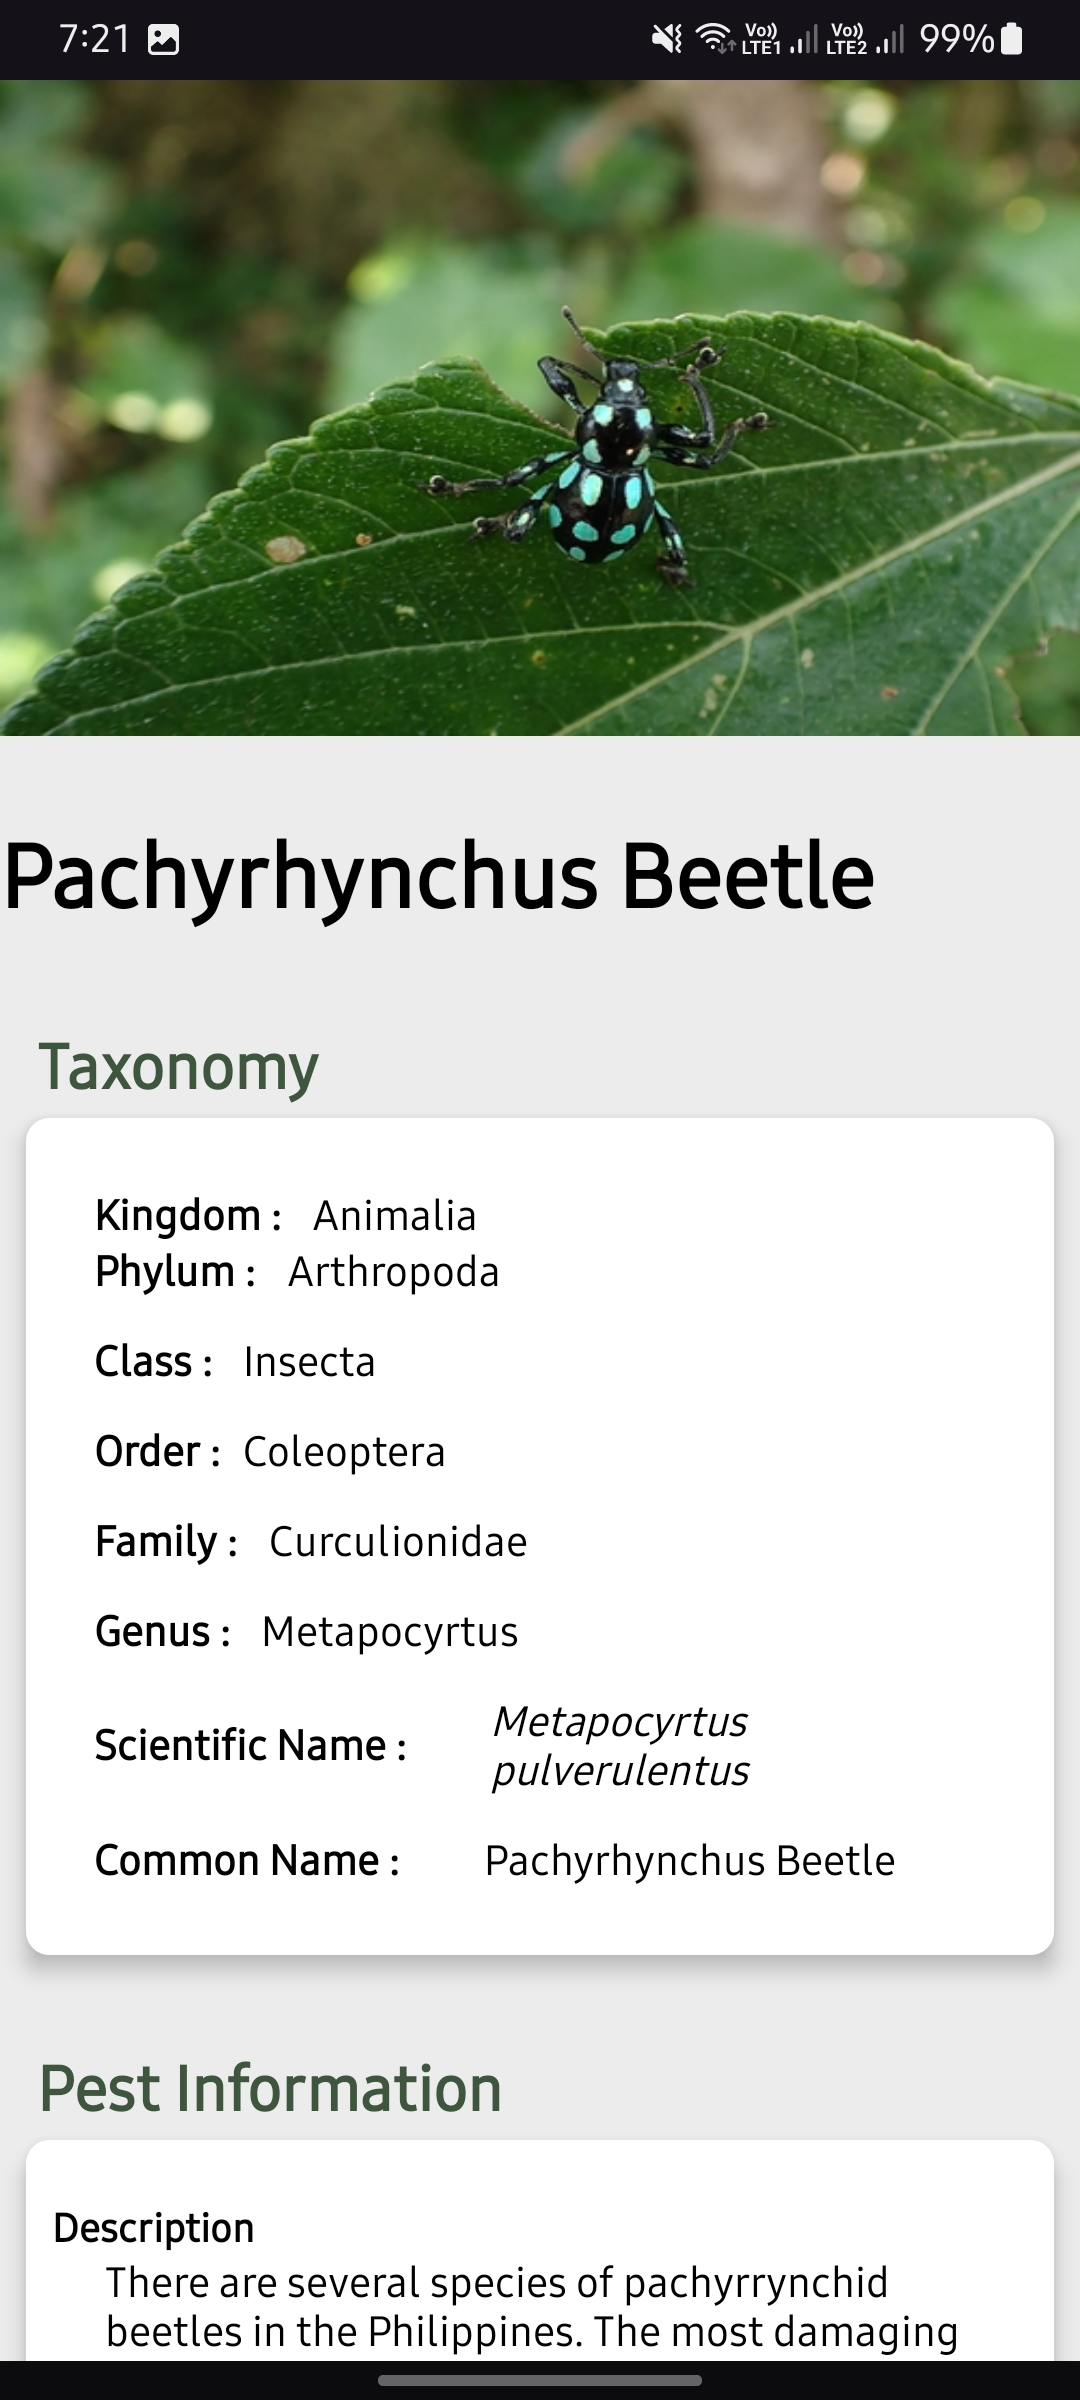 7:21
Vo)) LTE1 Vo)) LTE2 99%
Pachyrhynchus Beetle
Taxonomy
Kingdom : Animalia
Phylum : Arthropoda
Class : Insecta
Order : Coleoptera
Family : Curculionidae
Genus : Metapocyrtus
Scientific Name : Metapocyrtus
pulverulentus
Common Name : Pachyrhynchus Beetle
Pest Information
Description
There are several species of pachyrrynchid
beetles in the Philippines. The most damaging